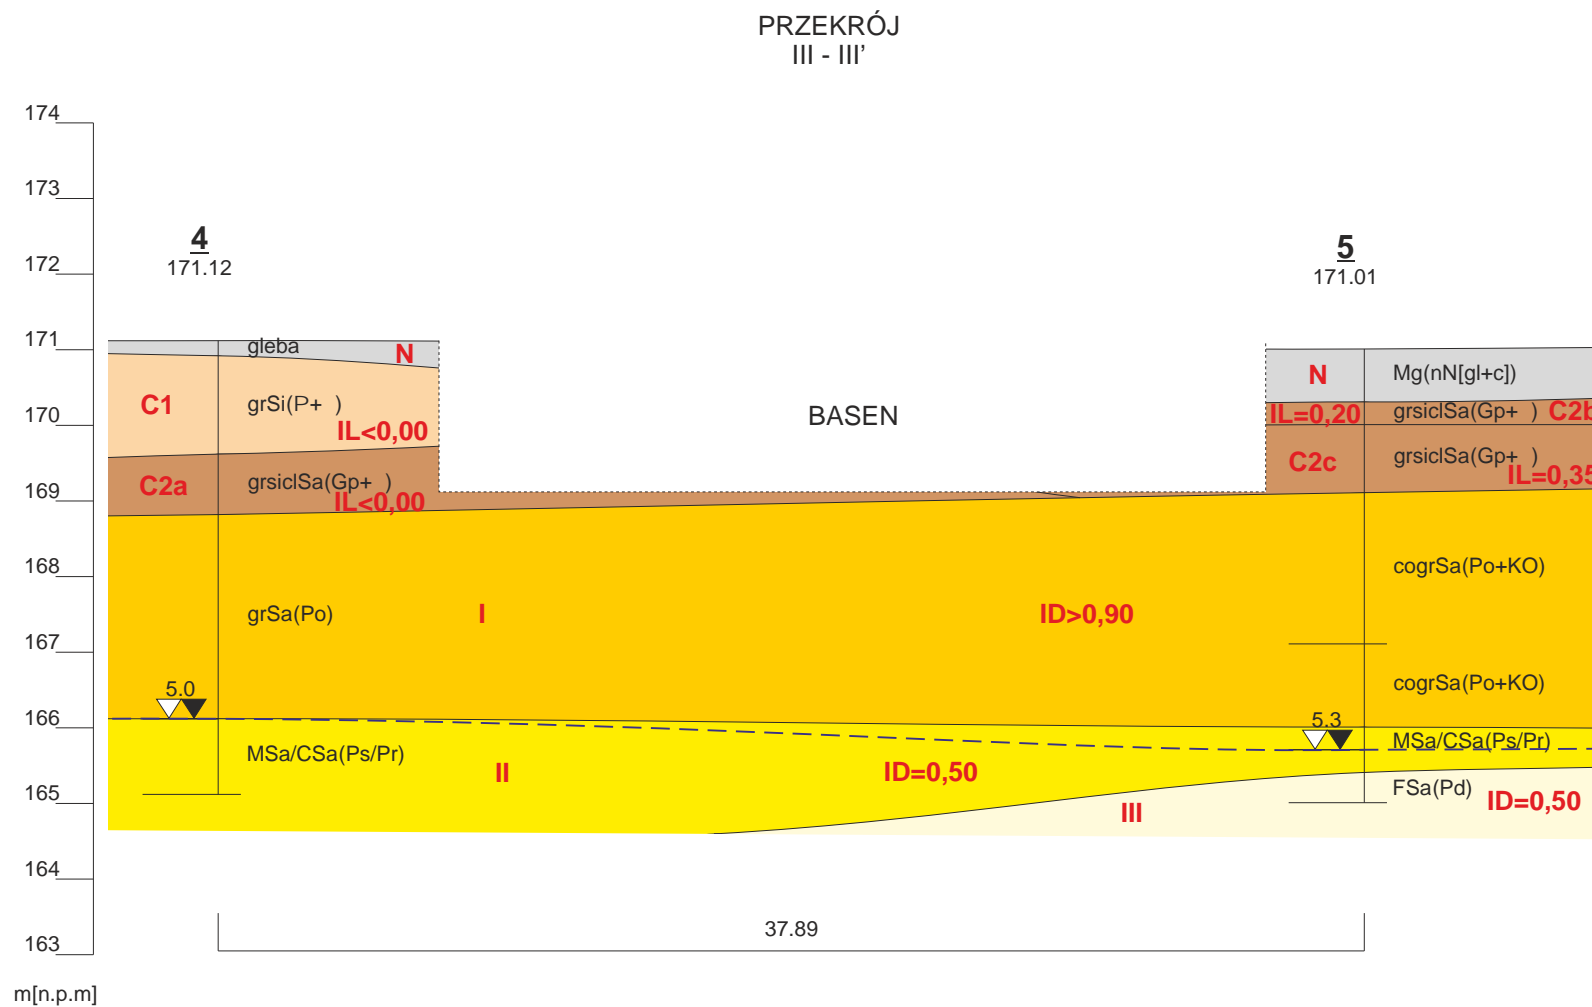 PRZEKRÓJ
III - III'
174
173
4
5
172
171.12
171.01
171
gleba
N
N
Mg(nN[gl+c])
C1
grSi(P+ )
BASEN
170
IL=0,20
grsiclSa(Gp+ )
C2b
IL<0,00
C2a
grsiclSa(Gp+ )
C2c
grsiclSa(Gp+ )
IL=0,35
169
IL<0,00
168
cogrSa(Po+KO)
grSa(Po)
I
ID>0,90
167
cogrSa(Po+KO)
5.0
166
5.3
MSa/CSa(Ps/Pr)
MSa/CSa(Ps/Pr)
II
ID=0,50
165
FSa(Pd)
ID=0,50
III
164
37.89
163
m[n.p.m]